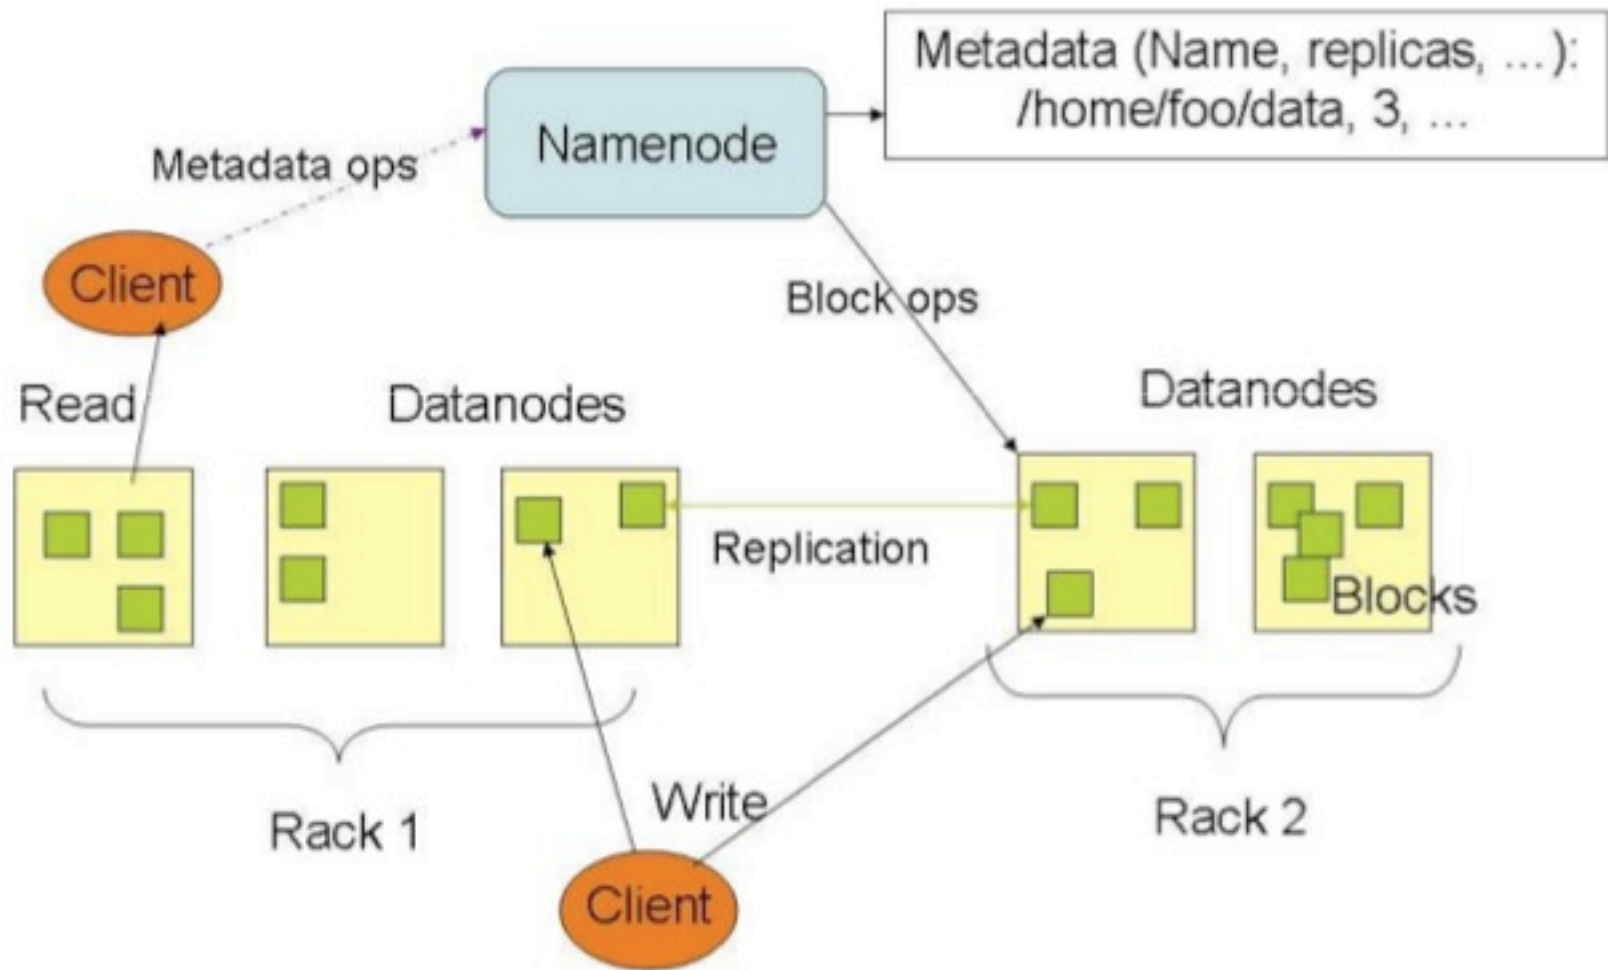 Metadata (Name, replicas, ...):
/home/foo/data, 3, ...
Namenode
Metadata ops
Client
Block ops
Read
Datanodes
Datanodes
Replication
Blocks
Rack 1
Write
Rack 2
Client